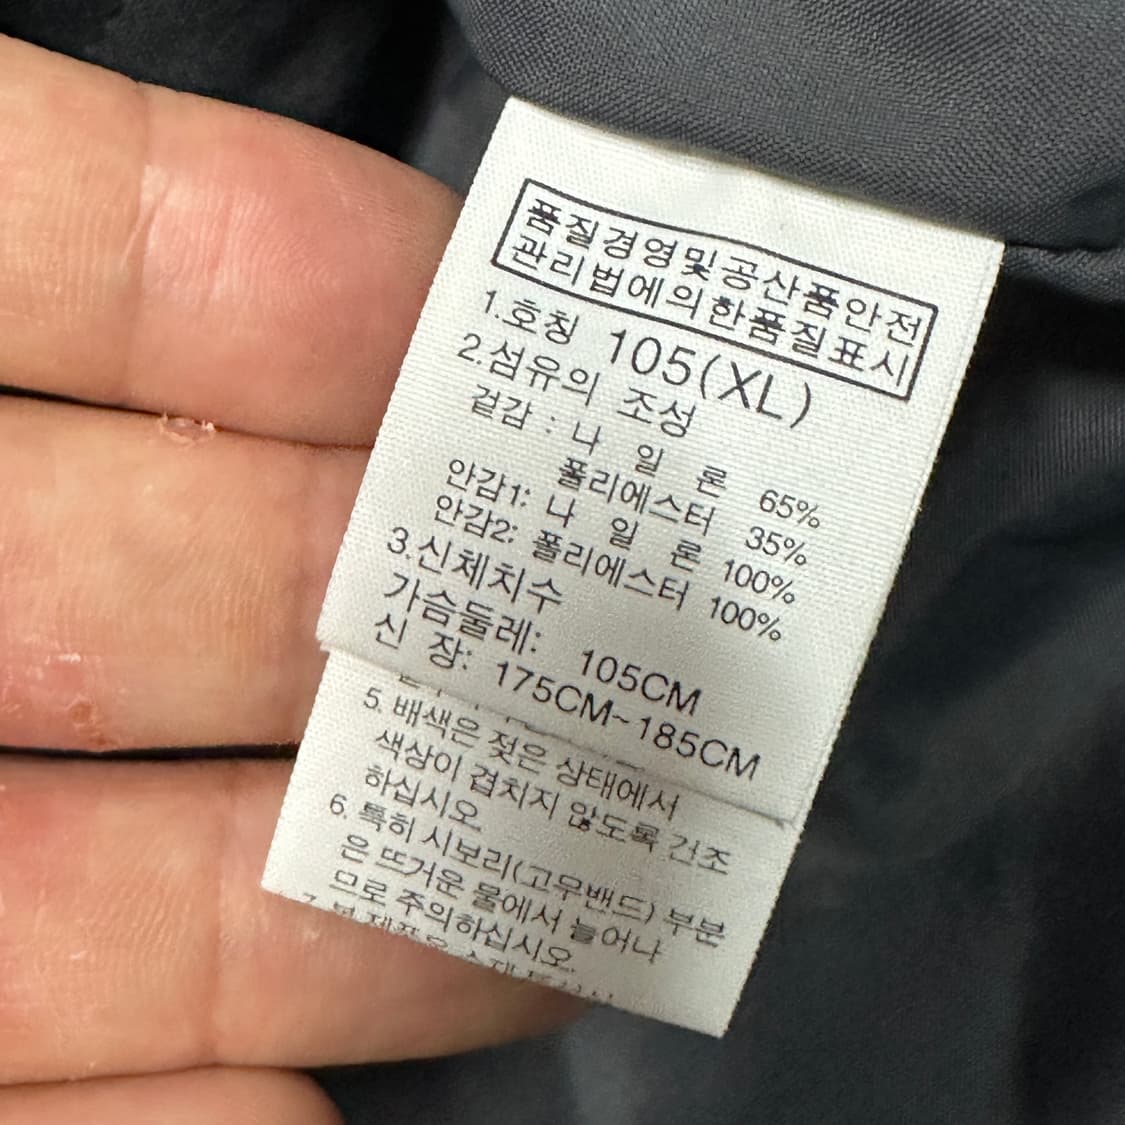 품질경영및공산품안전
관리법에의한품질표시
1.호칭 105(XL)
2.섬유의 조성
겉감 : 나 일 론 65%
폴리에스터 35%
안감1: 나 일 론 100%
안감2: 폴리에스터 100%
3.신체치수
가슴둘레: 105CM
신 장: 175CM~185CM
5. 배색은 젖은 상태에서
색상이 겹치지 않도록 건조
하십시오.
6. 특히 시보리(고무밴드) 부분
은 뜨거운 물에서 늘어나
므로 주의하십시오.